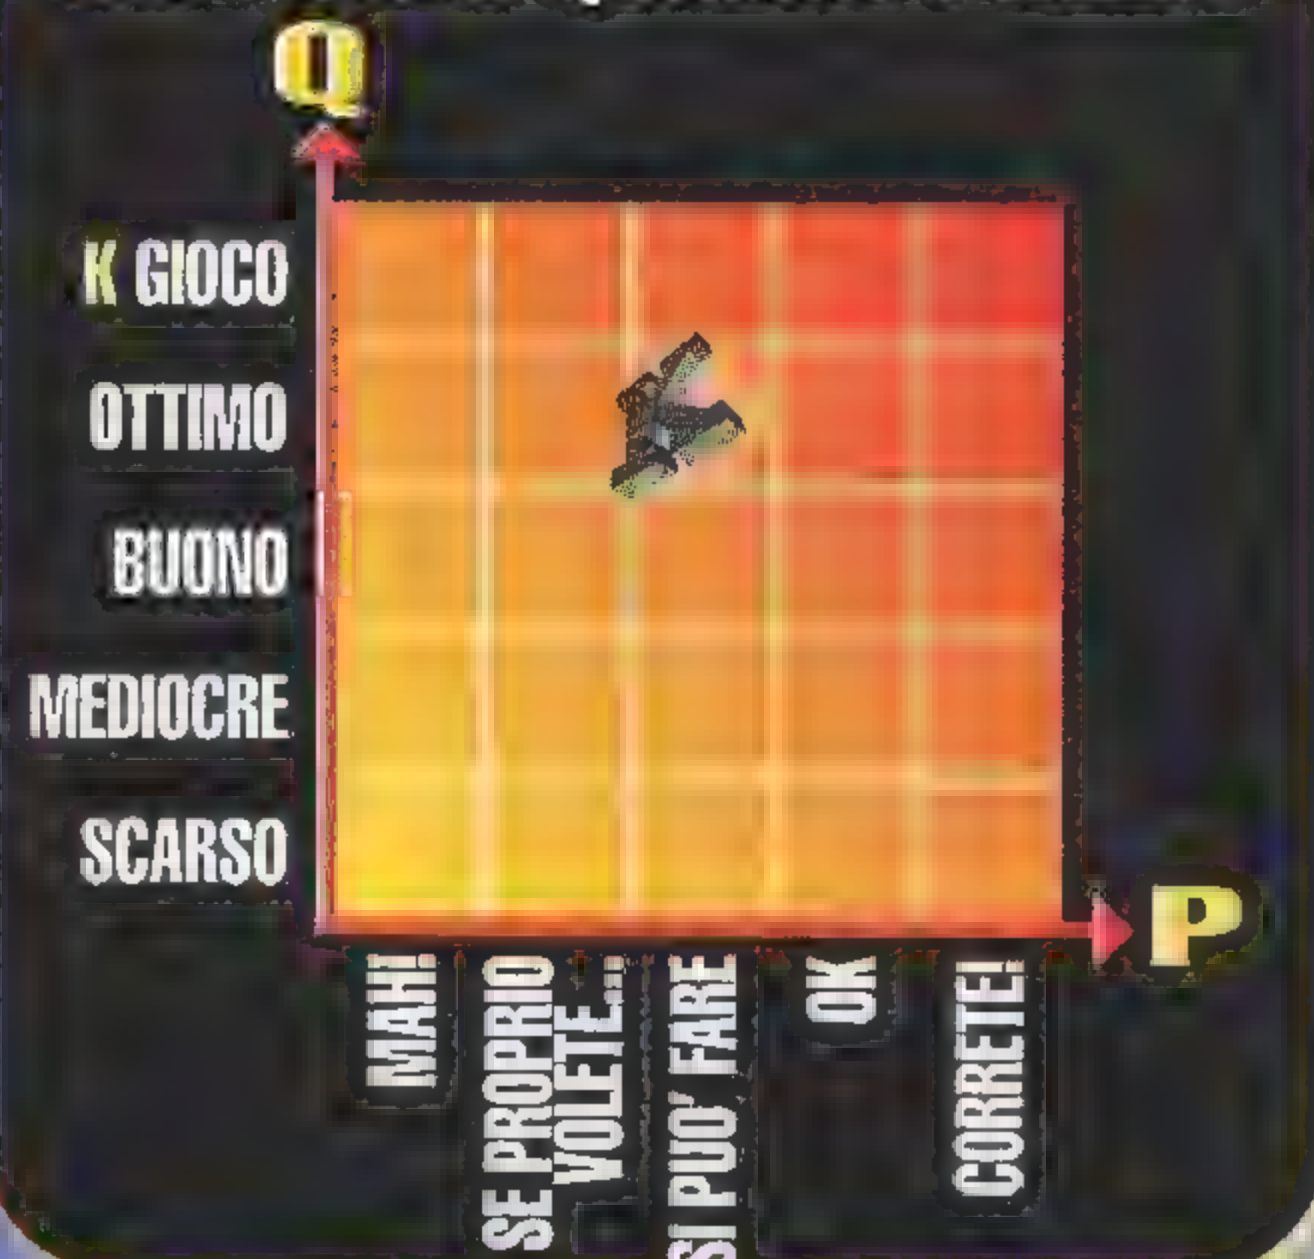 Q
K GIOCO
OTTIMO
BUONO
MEDIOCRE
SCARSO
P
MAH!
SE PROPRIO
VOLETE...
SI PUO' FARE
OK
CORRETE!